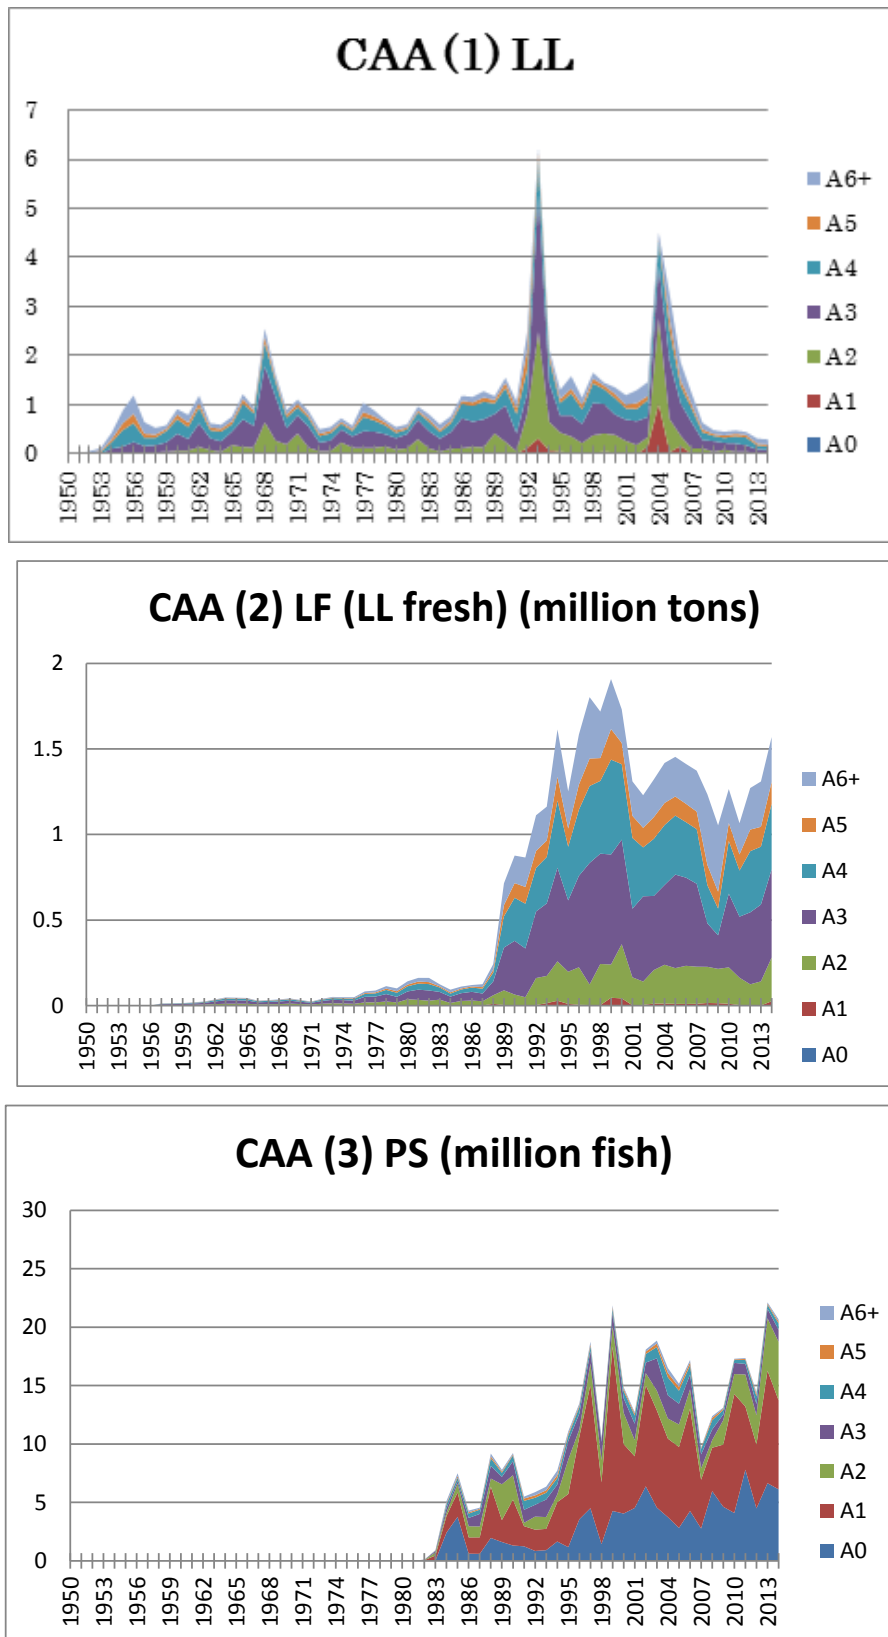 CAA (1) LL
7
6
5
4
3
2
1
0
1950 1953 1956 1959 1962 1965 1968 1971 1974 1977 1980 1983 1986 1989 1992 1995 1998 2001 2004 2007 2010 2013
A6+
A5
A4
A3
A2
A1
A0
CAA (2) LF (LL fresh) (million tons)
2
1.5
1
0.5
0
1950 1953 1956 1959 1962 1965 1968 1971 1974 1977 1980 1983 1986 1989 1992 1995 1998 2001 2004 2007 2010 2013
A6+
A5
A4
A3
A2
A1
A0
CAA (3) PS (million fish)
30
25
20
15
10
5
0
1950 1953 1956 1959 1962 1965 1968 1971 1974 1977 1980 1983 1986 1989 1992 1995 1998 2001 2004 2007 2010 2013
A6+
A5
A4
A3
A2
A1
A0